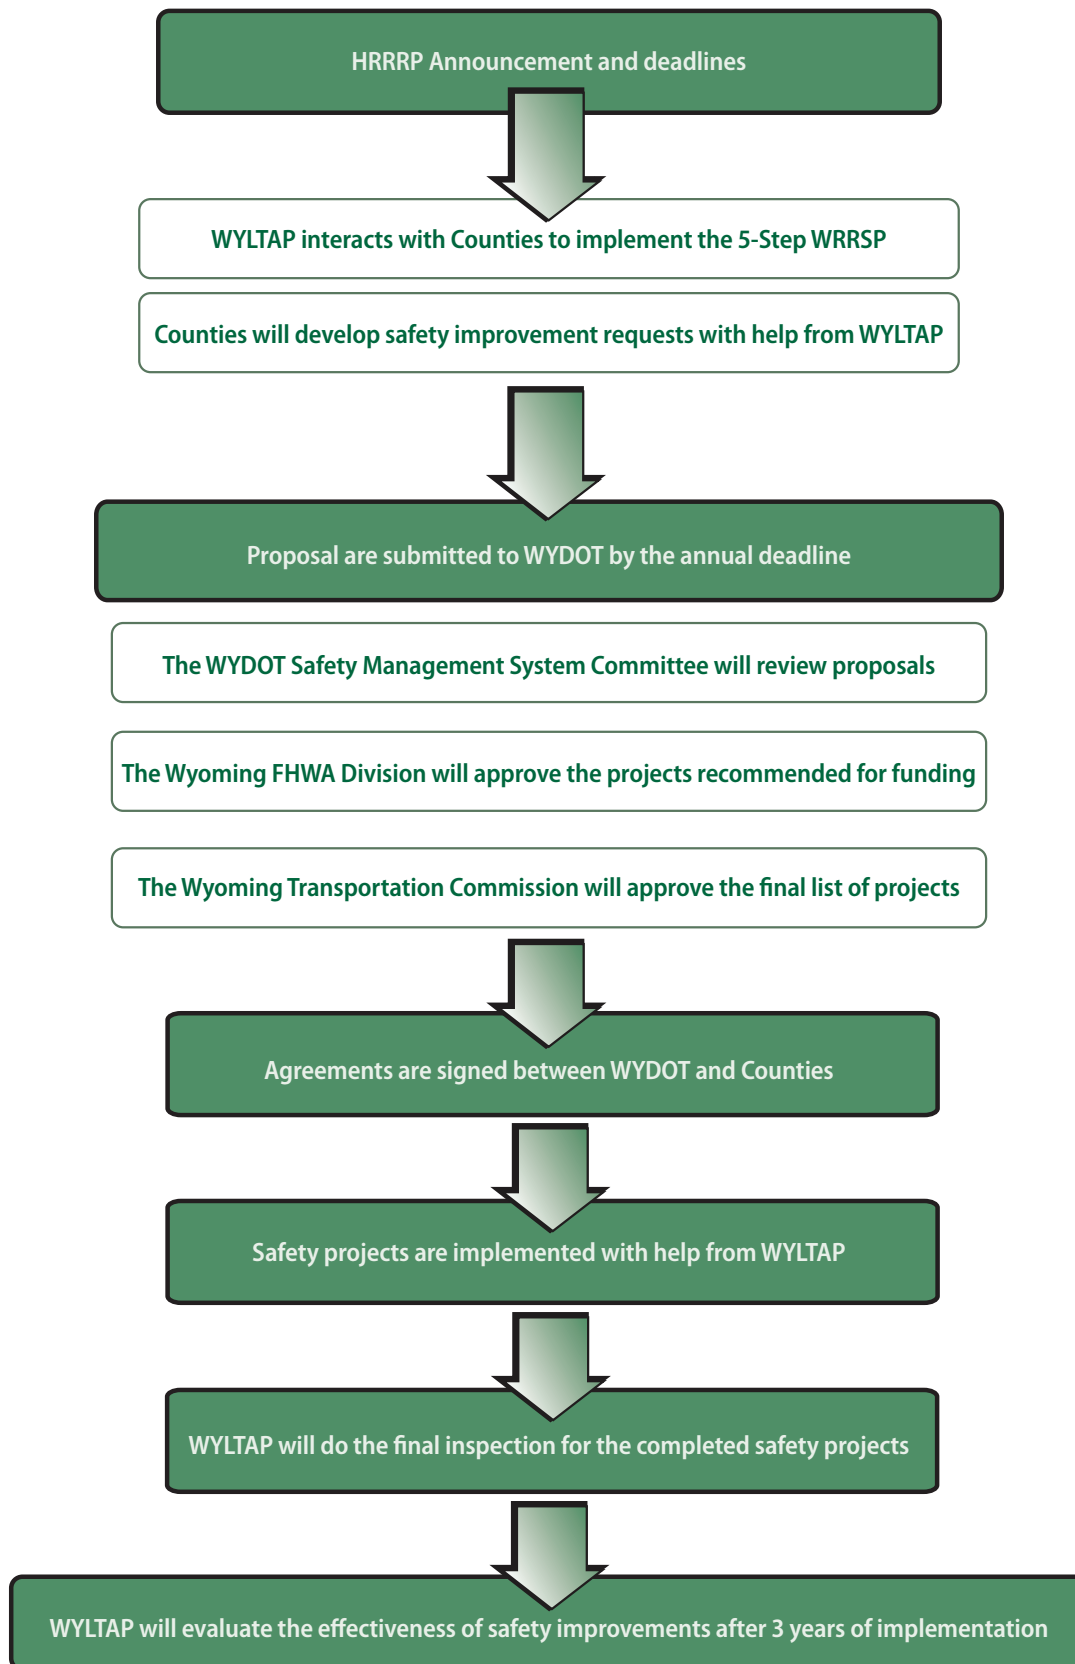 HRRRP Announcement and deadlines
WYLTAP interacts with Counties to implement the 5-Step WRRSP
Counties will develop safety improvement requests with help from WYLTAP
Proposal are submitted to WYDOT by the annual deadline
The WYDOT Safety Management System Committee will review proposals
The Wyoming FHWA Division will approve the projects recommended for funding
The Wyoming Transportation Commission will approve the final list of projects
Agreements are signed between WYDOT and Counties
Safety projects are implemented with help from WYLTAP
WYLTAP will do the final inspection for the completed safety projects
WYLTAP will evaluate the effectiveness of safety improvements after 3 years of implementation